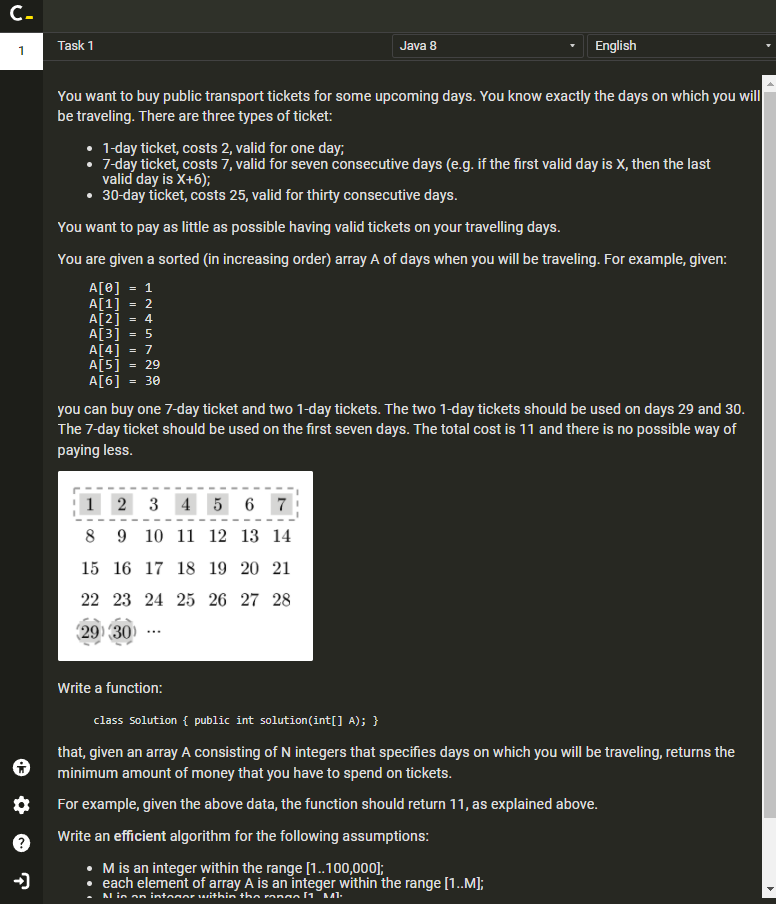 C_
1
Task 1
Java 8
English
You want to buy public transport tickets for some upcoming days. You know exactly the days on which you will
be traveling. There are three types of ticket:
• 1-day ticket, costs 2, valid for one day;
• 7-day ticket, costs 7, valid for seven consecutive days (e.g. if the first valid day is X, then the last
valid day is X+6);
• 30-day ticket, costs 25, valid for thirty consecutive days.
You want to pay as little as possible having valid tickets on your travelling days.
You are given a sorted (in increasing order) array A of days when you will be traveling. For example, given:
A[0] = 1
A[1] = 2
A[2] = 4
A[3] = 5
A[4] = 7
A[5] = 29
A[6] = 30
you can buy one 7-day ticket and two 1-day tickets. The two 1-day tickets should be used on days 29 and 30.
The 7-day ticket should be used on the first seven days. The total cost is 11 and there is no possible way of
paying less.
1 2 3 4 5 6 7
8 9 10 11 12 13 14
15 16 17 18 19 20 21
22 23 24 25 26 27 28
29 30 ...
Write a function:
class Solution { public int solution(int[] A); }
that, given an array A consisting of N integers that specifies days on which you will be traveling, returns the
minimum amount of money that you have to spend on tickets.
For example, given the above data, the function should return 11, as explained above.
Write an efficient algorithm for the following assumptions:
• M is an integer within the range [1..100,000];
• each element of array A is an integer within the range [1..M];
• N is an integer within the range [1..M];